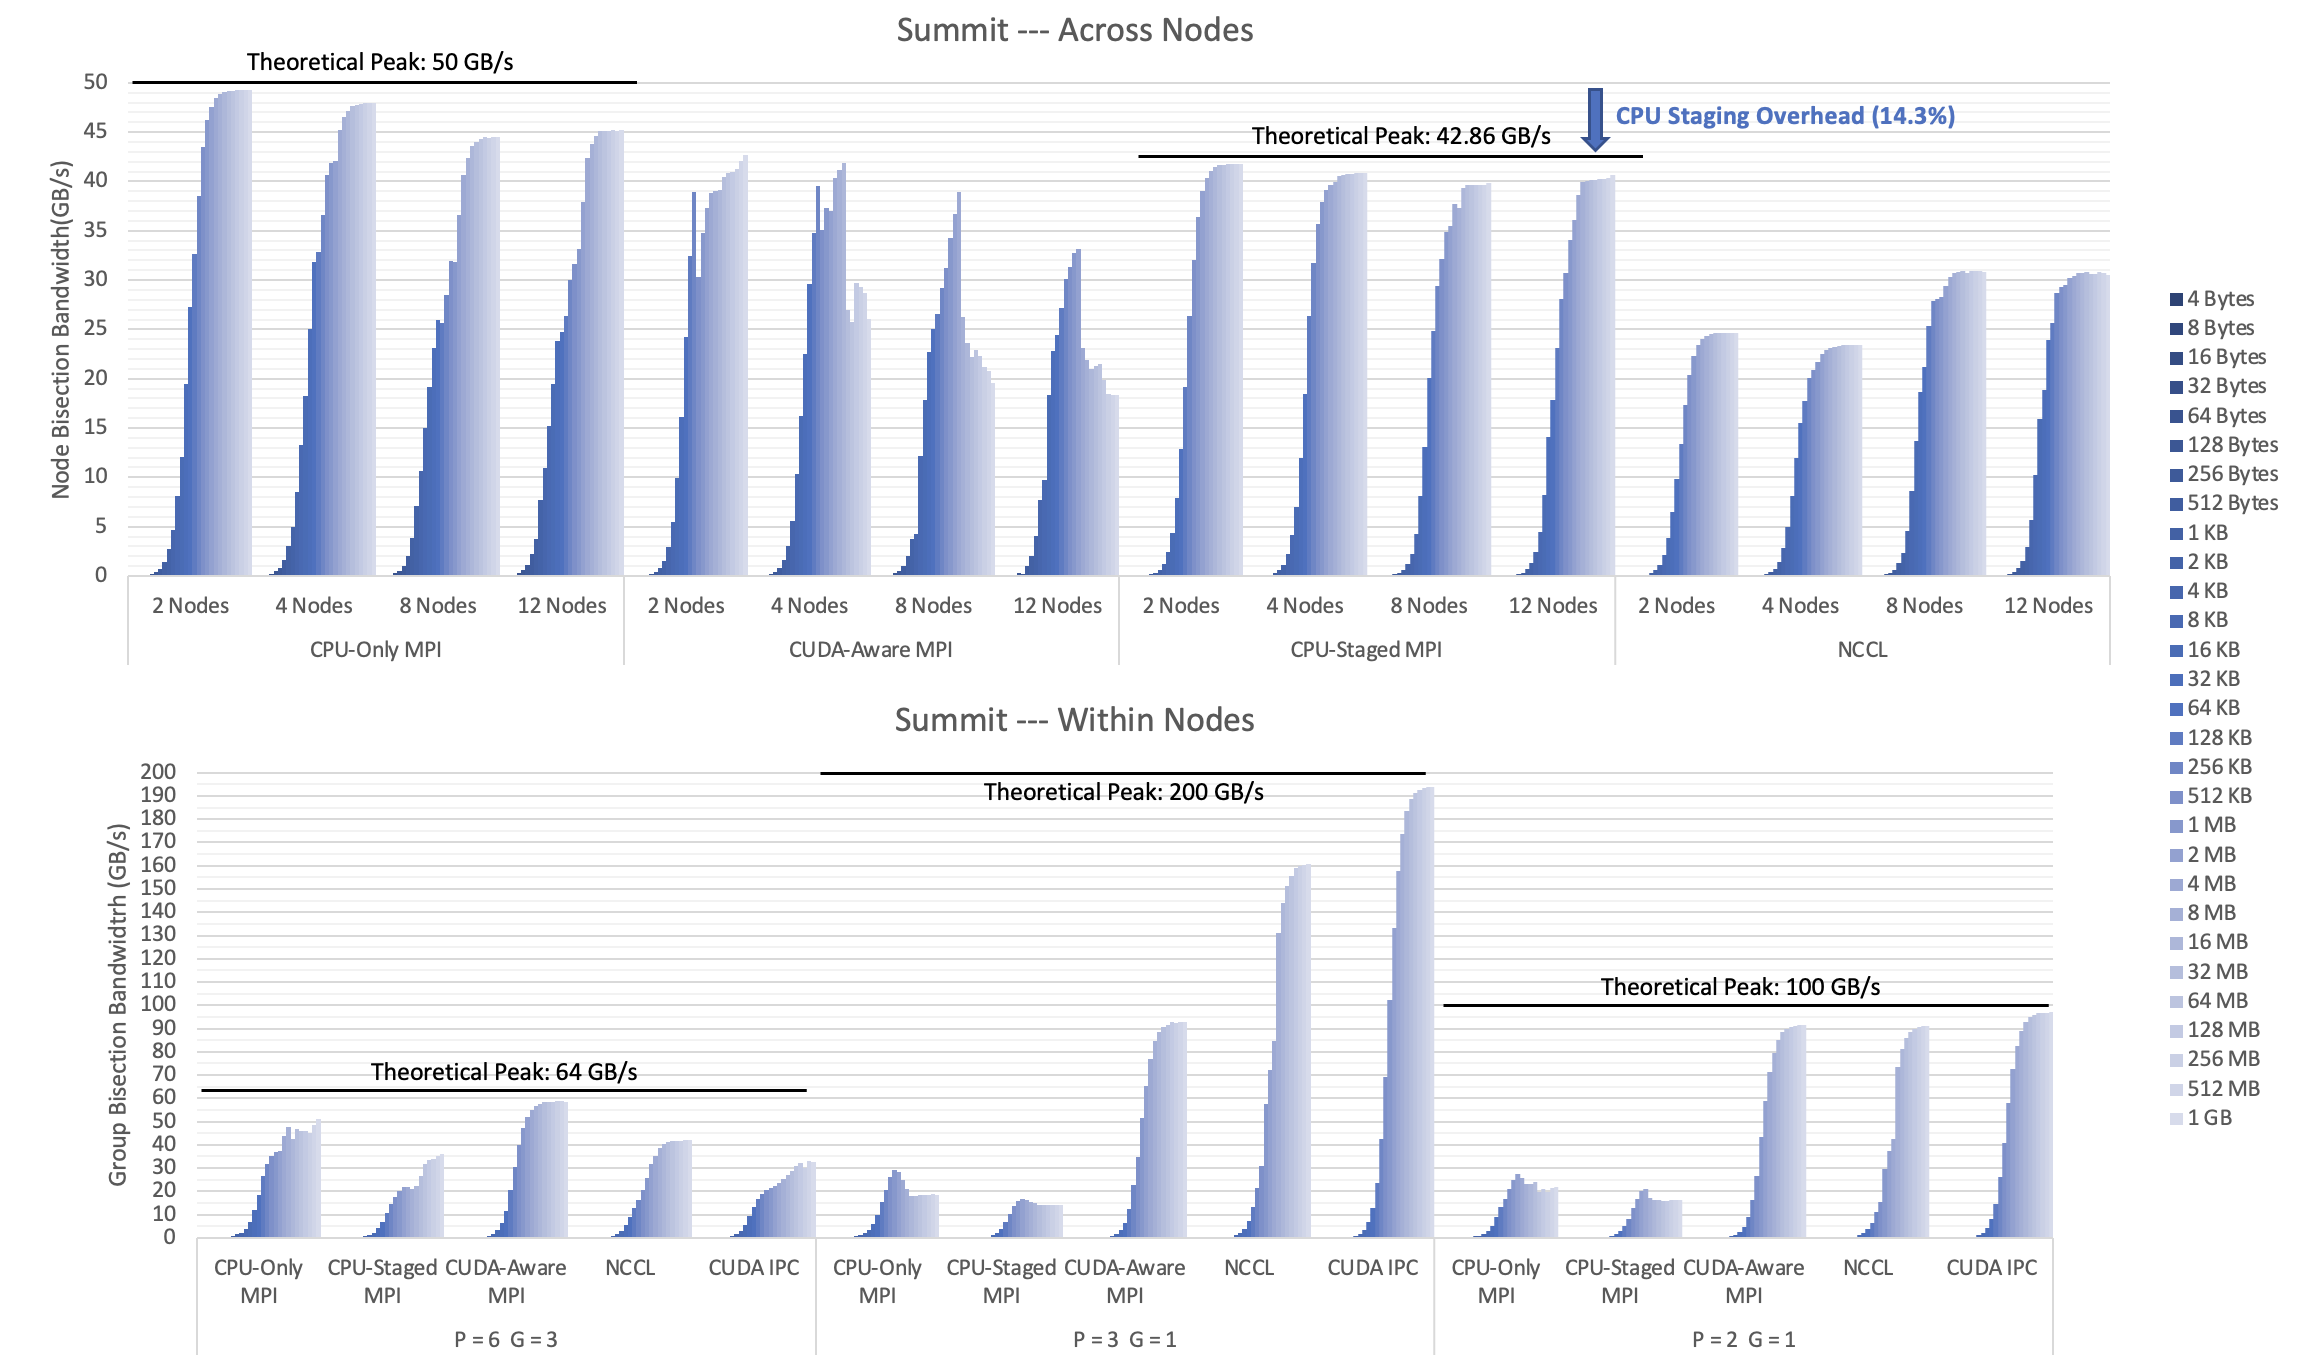 Summit --- Across Nodes
Theoretical Peak: 50 GB/s
CPU Staging Overhead (14.3%)
Theoretical Peak: 42.86 GB/s
Node Bisection Bandwidth(GB/s)
50
45
40
35
30
25
20
15
10
5
0
2 Nodes 4 Nodes 8 Nodes 12 Nodes 2 Nodes 4 Nodes 8 Nodes 12 Nodes 2 Nodes 4 Nodes 8 Nodes 12 Nodes 2 Nodes 4 Nodes 8 Nodes 12 Nodes
CPU-Only MPI CUDA-Aware MPI CPU-Staged MPI NCCL
4 Bytes
8 Bytes
16 Bytes
32 Bytes
64 Bytes
128 Bytes
256 Bytes
512 Bytes
1 KB
2 KB
4 KB
8 KB
16 KB
32 KB
64 KB
128 KB
256 KB
512 KB
1 MB
2 MB
4 MB
8 MB
16 MB
32 MB
64 MB
128 MB
256 MB
512 MB
1 GB
Summit --- Within Nodes
Theoretical Peak: 200 GB/s
Theoretical Peak: 100 GB/s
Theoretical Peak: 64 GB/s
Group Bisection Bandwidtrh (GB/s)
200
190
180
170
160
150
140
130
120
110
100
90
80
70
60
50
40
30
20
10
0
CPU-Only CPU-Staged CUDA-Aware NCCL CUDA IPC CPU-Only CPU-Staged CUDA-Aware NCCL CUDA IPC CPU-Only CPU-Staged CUDA-Aware NCCL CUDA IPC
MPI MPI MPI MPI MPI MPI MPI MPI MPI
P = 6 G = 3 P = 3 G = 1 P = 2 G = 1